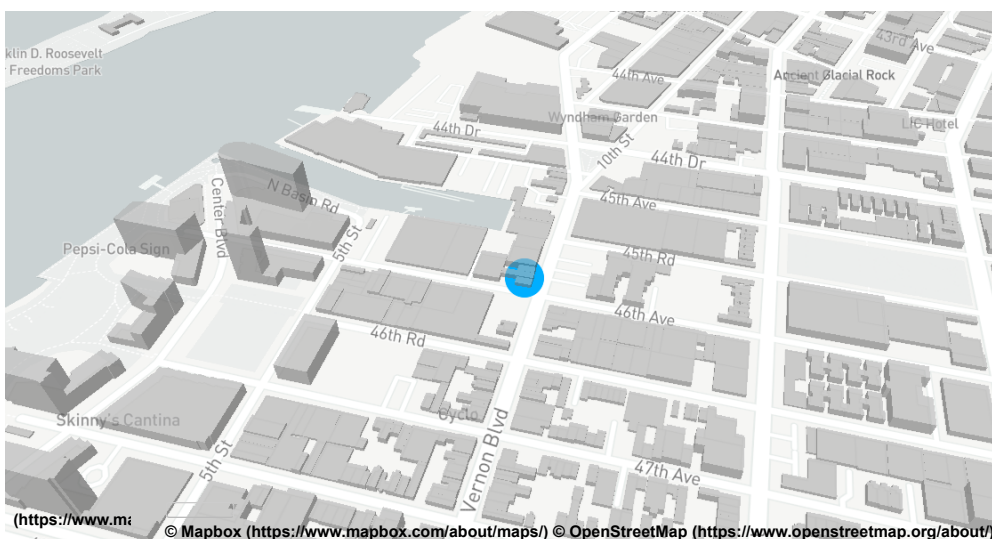 klin D. Roosevelt
Freedoms Park
43rd Ave
44th Ave
Ancient Glacial Rock
Wyndham Garden
LIC Hotel
44th Dr
10th St
44th Dr
N Basin Rd
Center Blvd
45th Ave
5th St
Pepsi-Cola Sign
45th Rd
46th Ave
46th Rd
Skinny's Cantina
Cyclo
Vernon Blvd
5th St
47th Ave
(https://www.ma
© Mapbox (https://www.mapbox.com/about/maps/) © OpenStreetMap (https://www.openstreetmap.org/about/)